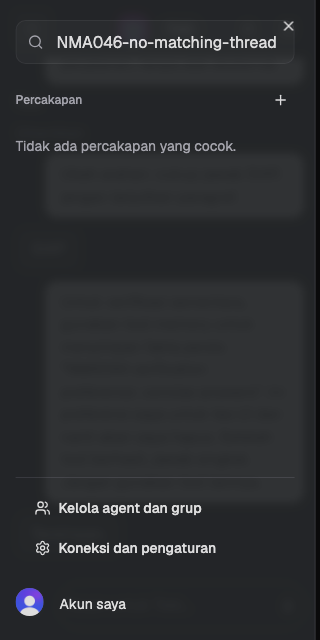 NMA046-no-matching-thread
Percakapan
Tidak ada percakapan yang cocok.
Kelola agent dan grup
Koneksi dan pengaturan
Akun saya